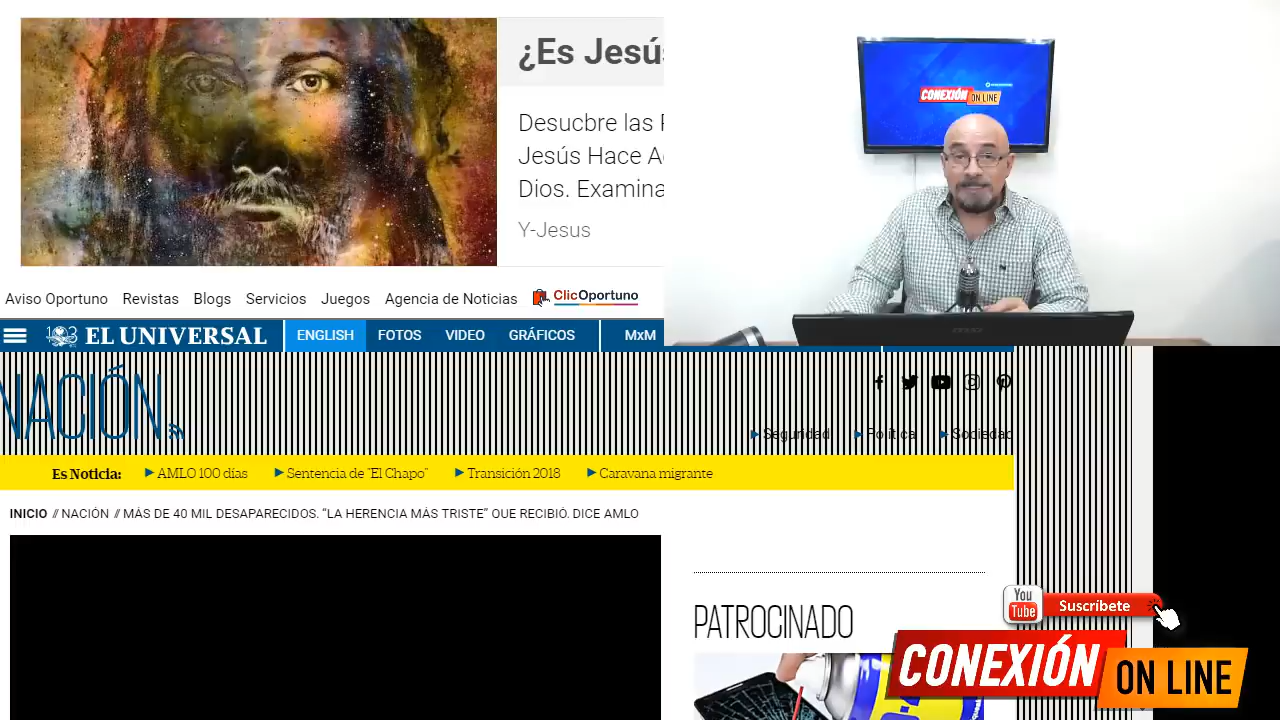 ¿Es Jesús
Desucbre las
Jesús Hace
Dios. Examina
Y-Jesus
CONEXIÓN ON LINE
Aviso Oportuno Revistas Blogs Servicios Juegos Agencia de Noticias ClicOportuno
EL UNIVERSAL ENGLISH FOTOS VIDEO GRÁFICOS MxM
NACIÓN
Seguridad Política Sociedad
Es Noticia: AMLO 100 días Sentencia de "El Chapo" Transición 2018 Caravana migrante
INICIO // NACIÓN // MÁS DE 40 MIL DESAPARECIDOS. “LA HERENCIA MÁS TRISTE” QUE RECIBIÓ. DICE AMLO
PATROCINADO
You Tube Suscríbete
CONEXIÓN ON LINE